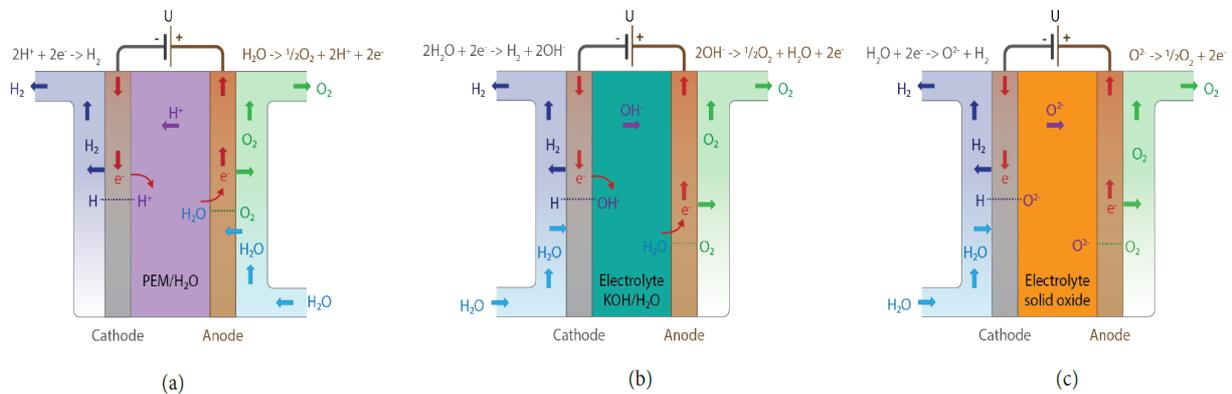 U
- +
2H⁺ + 2e⁻ -> H₂
H₂O -> ½O₂ + 2H⁺ + 2e⁻
H₂
O₂
H⁺
H₂
O₂
e⁻
e⁻
H
H⁺
H₂O
O₂
H₂O
PEM/H₂O
H₂O
Cathode
Anode
(a)
U
- +
2H₂O + 2e⁻ -> H₂ + 2OH⁻
2OH⁻ -> ½O₂ + H₂O + 2e⁻
H₂
O₂
OH⁻
H₂
O₂
e⁻
H
OH⁻
e⁻
H₂O
H₂O
O₂
Electrolyte
KOH/H₂O
H₂O
Cathode
Anode
(b)
U
- +
H₂O + 2e⁻ -> O²⁻ + H₂
O²⁻ -> ½O₂ + 2e⁻
H₂
O₂
O²⁻
H₂
O₂
e⁻
H
O²⁻
e⁻
H₂O
O²⁻
O₂
Electrolyte
solid oxide
H₂O
Cathode
Anode
(c)